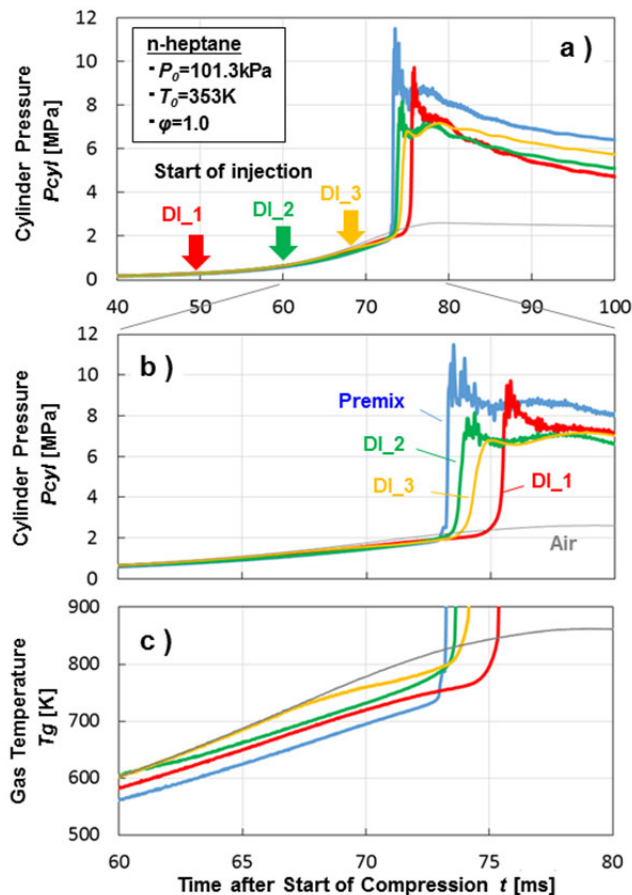 12
10
8
6
4
2
0
Cylinder Pressure
Pcyl [MPa]
n-heptane
- P0=101.3kPa
- T0=353K
- φ=1.0
a )
Start of injection
DI_1
DI_2
DI_3
40 50 60 70 80 90 100
12
10
8
6
4
2
0
Cylinder Pressure
Pcyl [MPa]
b )
Premix
DI_2
DI_3
DI_1
Air
900
800
700
600
500
Gas Temperature
Tg [K]
c )
60 65 70 75 80
Time after Start of Compression t [ms]